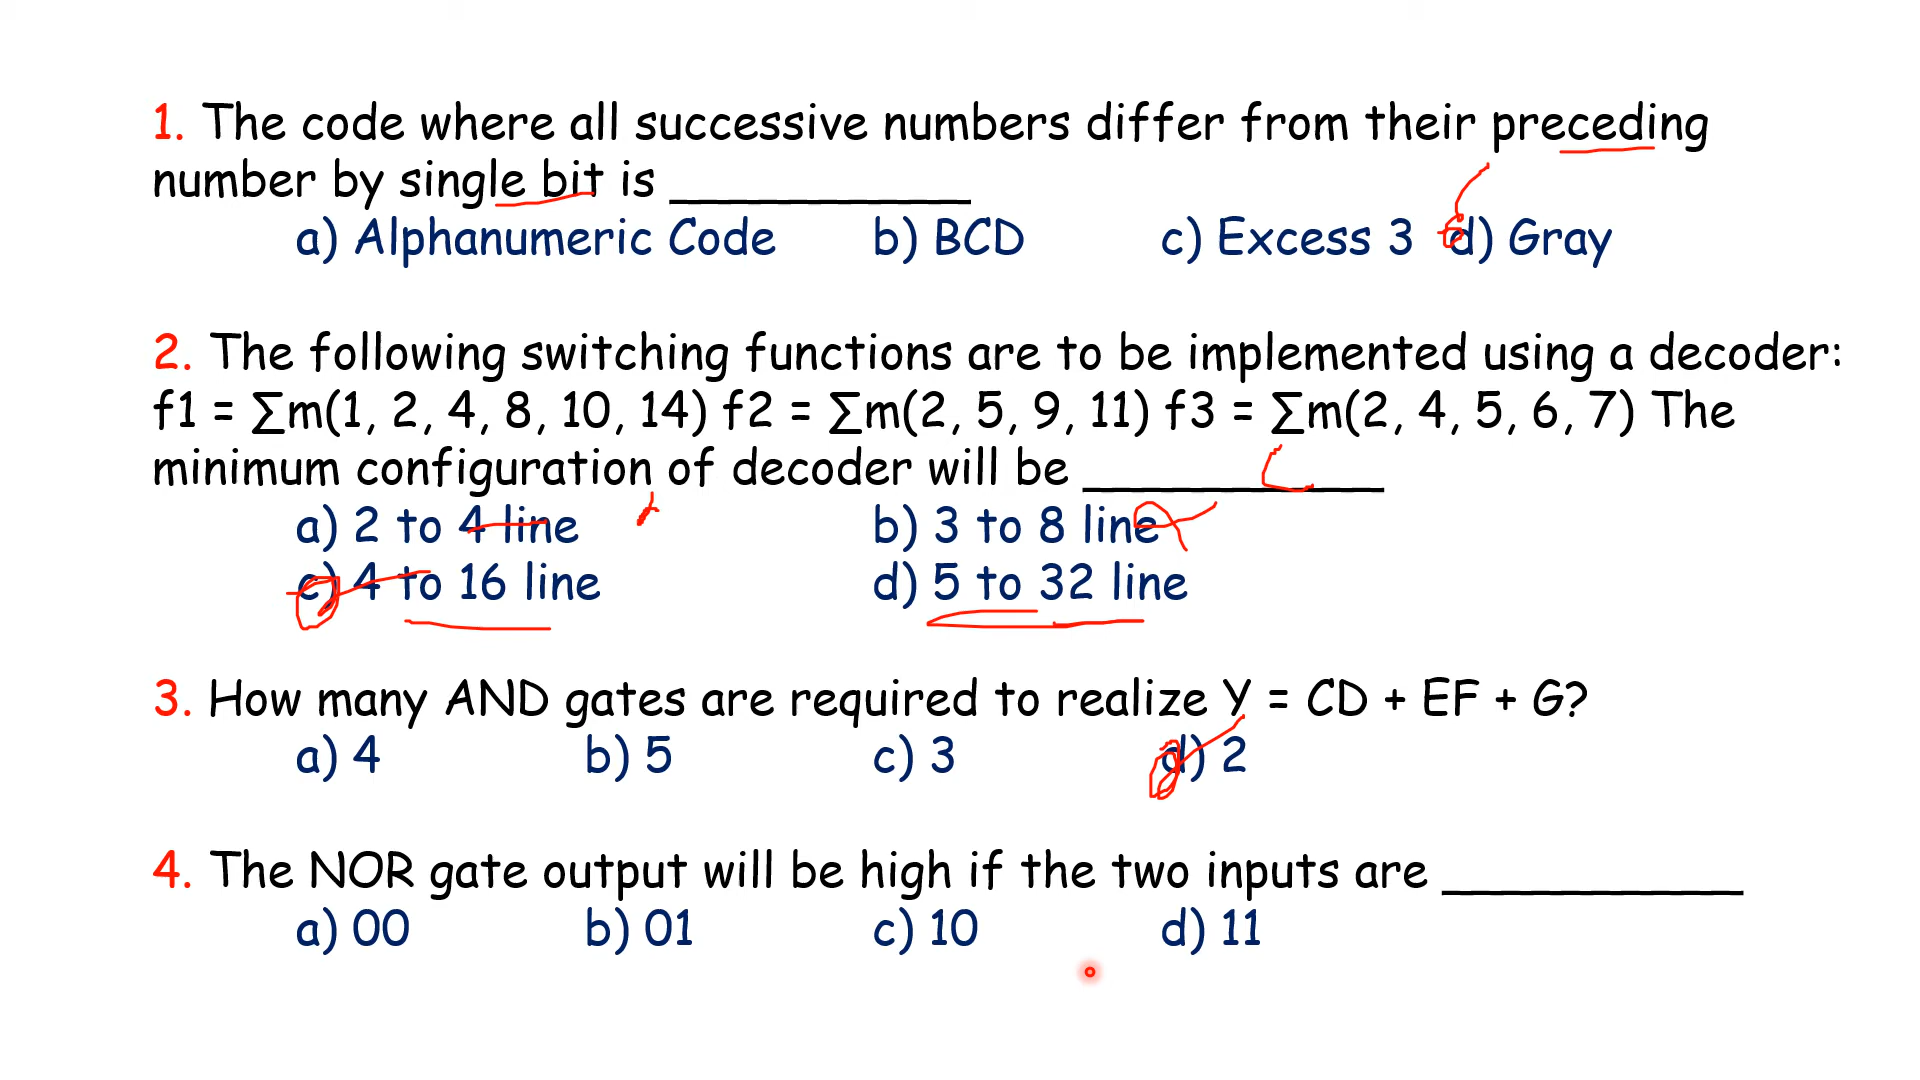 1. The code where all successive numbers differ from their preceding
number by single bit is ____________
a) Alphanumeric Code b) BCD c) Excess 3 d) Gray
2. The following switching functions are to be implemented using a decoder:
f1 = ∑m(1, 2, 4, 8, 10, 14) f2 = ∑m(2, 5, 9, 11) f3 = ∑m(2, 4, 5, 6, 7) The
minimum configuration of decoder will be ____________
a) 2 to 4 line b) 3 to 8 line
c) 4 to 16 line d) 5 to 32 line
3. How many AND gates are required to realize Y = CD + EF + G?
a) 4 b) 5 c) 3 d) 2
4. The NOR gate output will be high if the two inputs are ____________
a) 00 b) 01 c) 10 d) 11